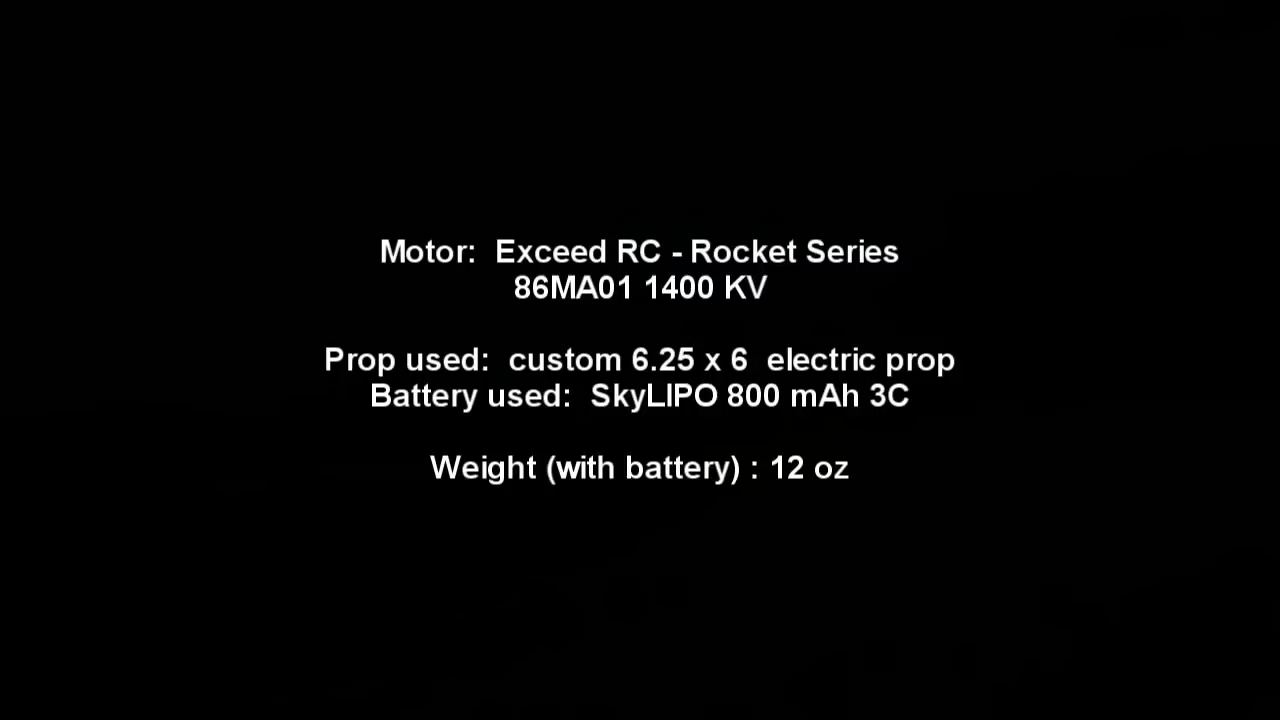 Motor:  Exceed RC - Rocket Series
86MA01 1400 KV
Prop used:  custom 6.25 x 6  electric prop
Battery used:  SkyLIPO 800 mAh 3C
Weight (with battery) : 12 oz